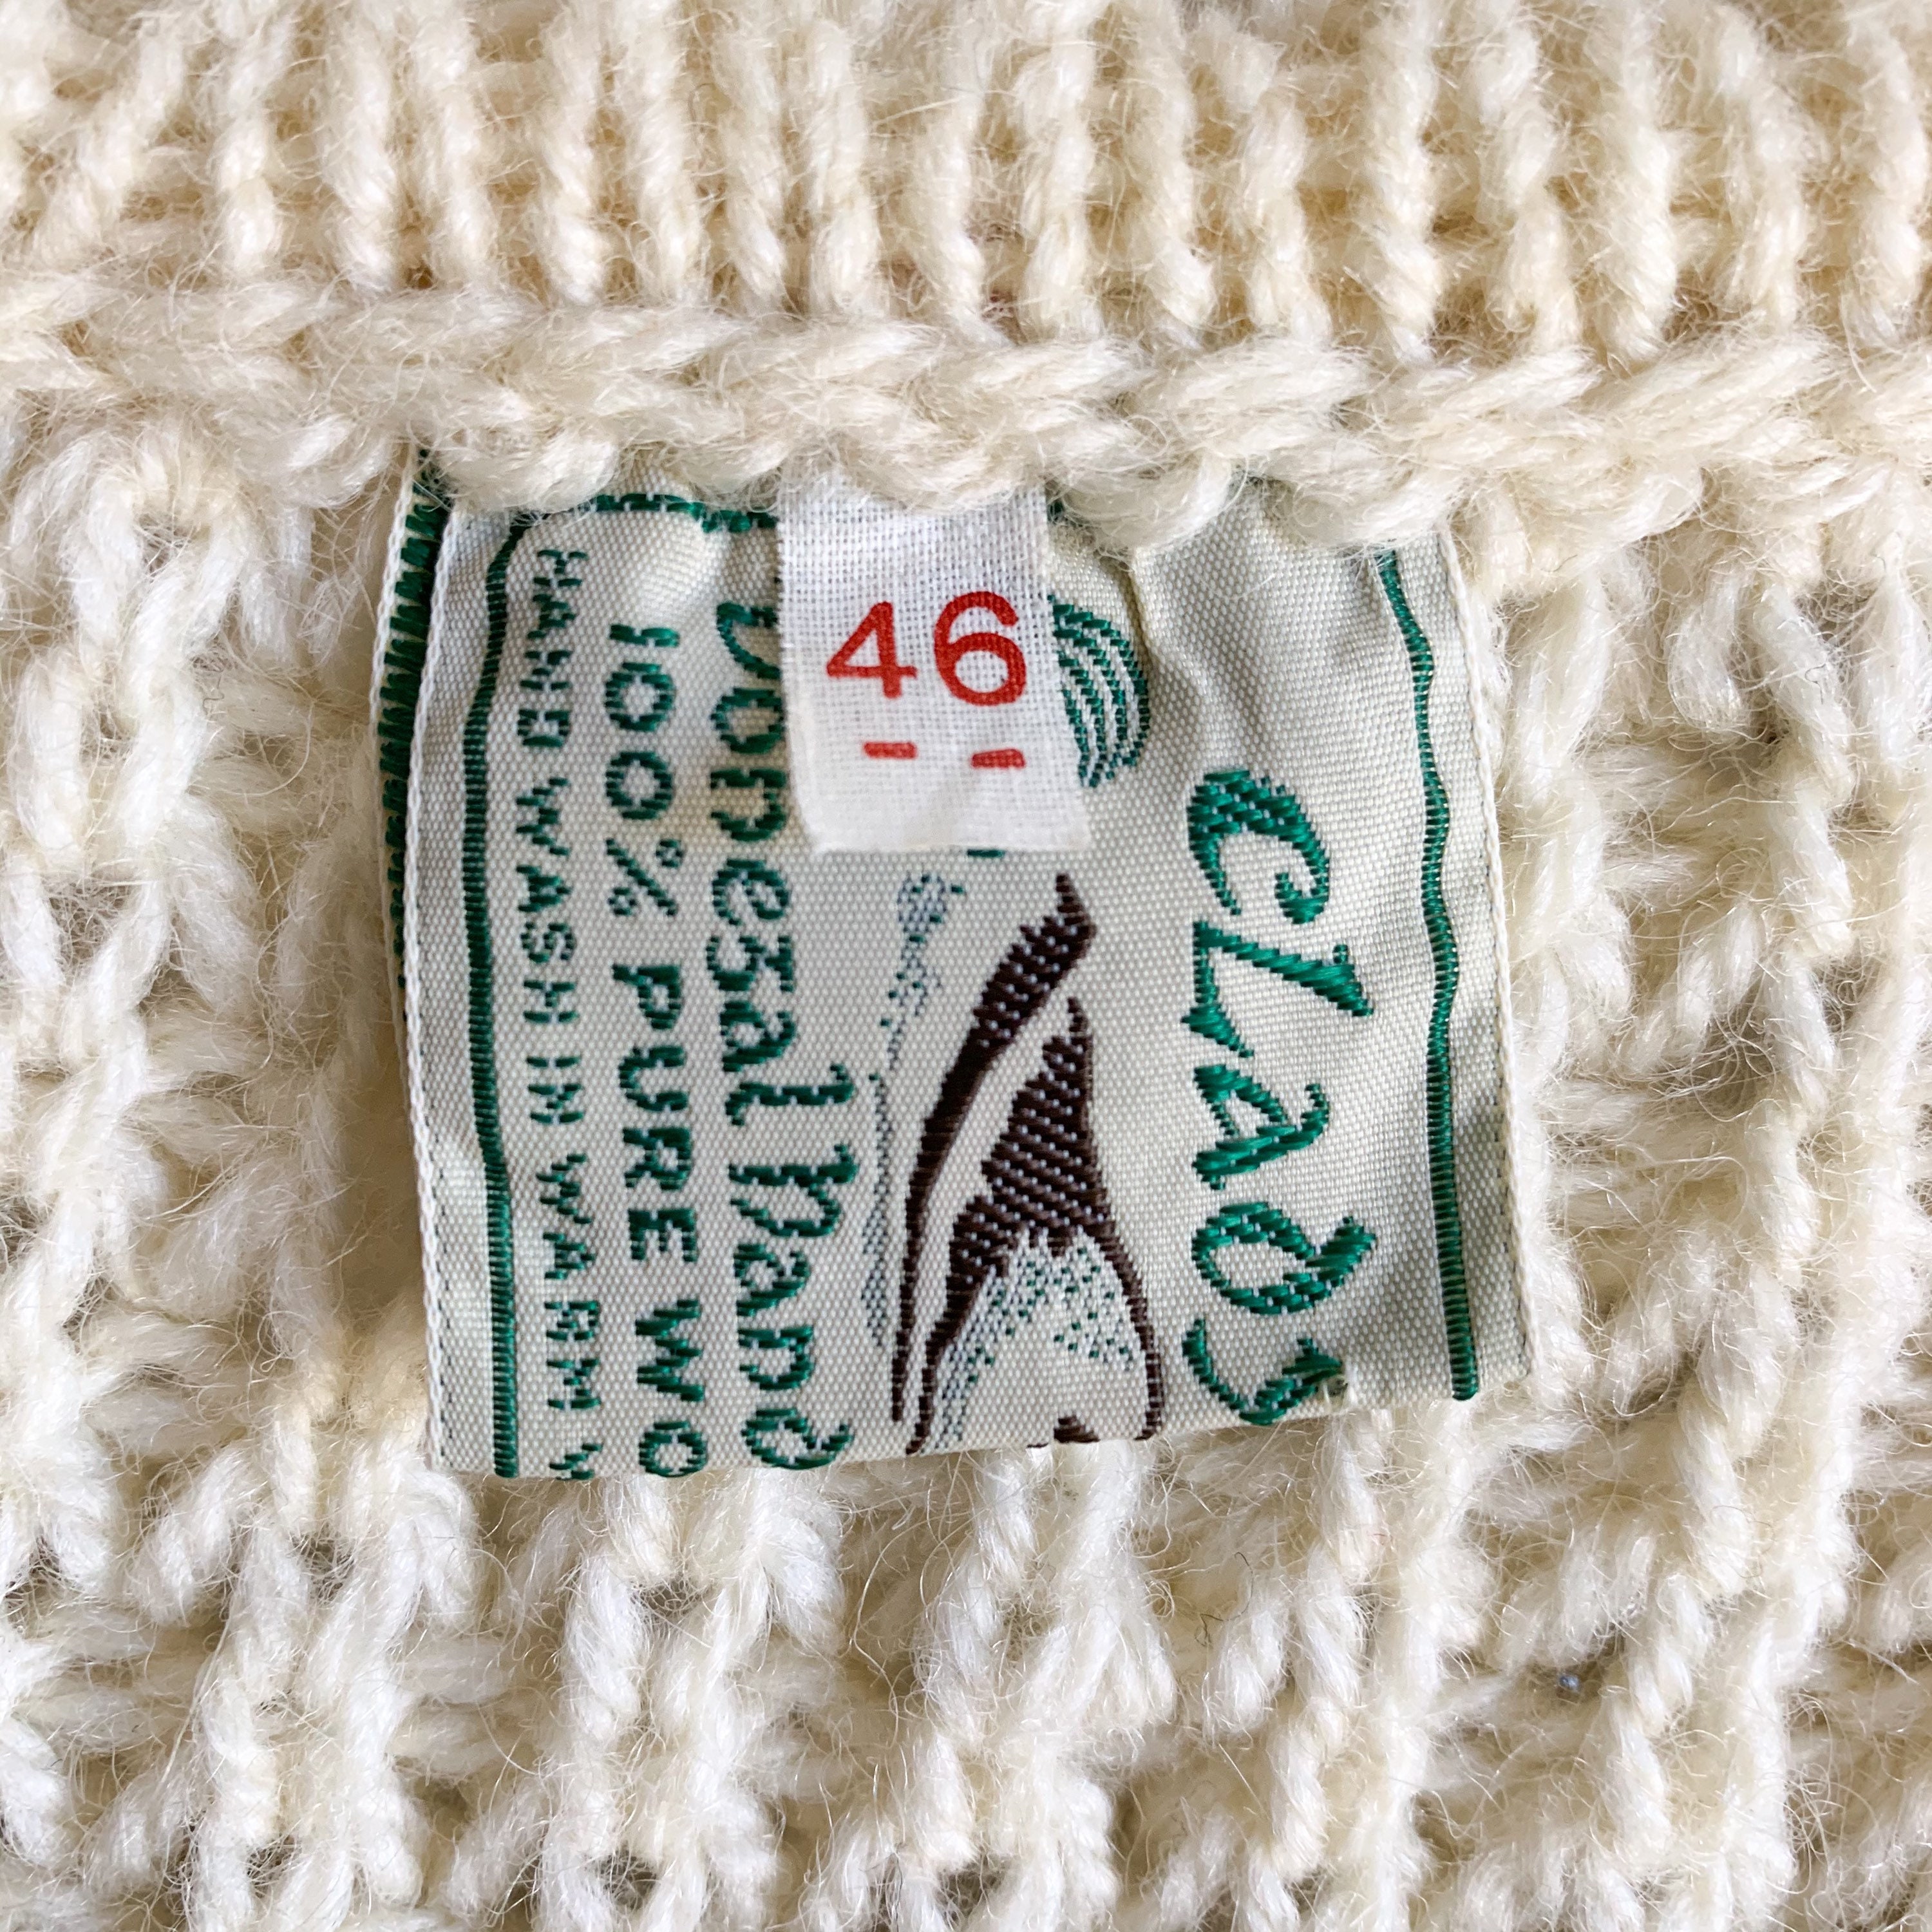 46
CLADY
Donegal Hand
100% PURE WO
HAND WASH IN WARM W